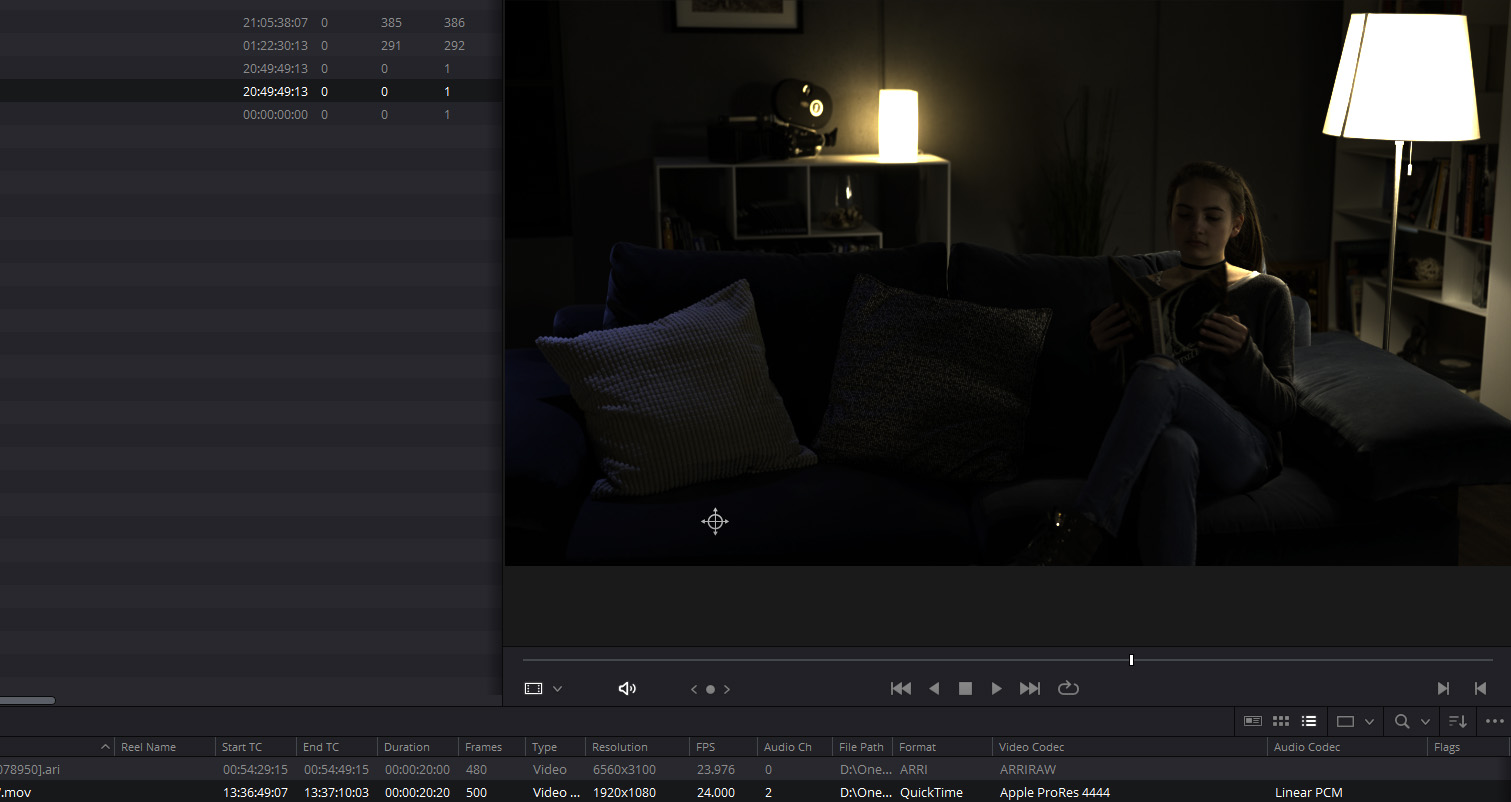 21:05:38:07 0 385 386
01:22:30:13 0 291 292
20:49:49:13 0 0 1
20:49:49:13 0 0 1
00:00:00:00 0 0 1
Reel Name Start TC End TC Duration Frames Type Resolution FPS Audio Ch File Path Format Video Codec Audio Codec Flags
078950].ari 00:54:29:15 00:54:49:15 00:00:20:00 480 Video 6560x3100 23.976 0 D:\One... ARRI ARRIRAW
.mov 13:36:49:07 13:37:10:03 00:00:20:20 500 Video ... 1920x1080 24.000 2 D:\One... QuickTime Apple ProRes 4444 Linear PCM